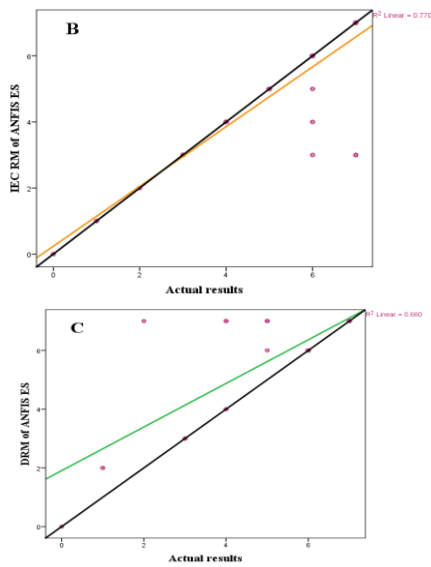 B
R² Linear = 0.770
IEC RM of ANFIS ES
6
4
2
0
0 2 4 6
Actual results
C
R² Linear = 0.660
DRM of ANFIS ES
6
4
2
0
0 2 4 6
Actual results